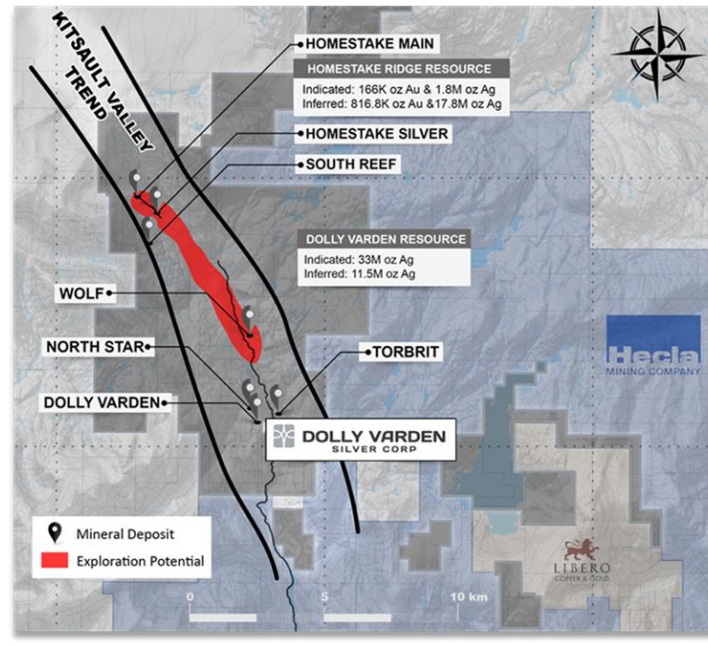 KITSAULT VALLEY
TREND
HOMESTAKE MAIN
HOMESTAKE RIDGE RESOURCE
Indicated: 166K oz Au & 1.8M oz Ag
Inferred: 816.8K oz Au &17.8M oz Ag
HOMESTAKE SILVER
SOUTH REEF
DOLLY VARDEN RESOURCE
Indicated: 33M oz Ag
Inferred: 11.5M oz Ag
WOLF
NORTH STAR
TORBRIT
Hecla
MINING COMPANY
DOLLY VARDEN
DOLLY VARDEN
SILVER CORP
Mineral Deposit
Exploration Potential
LIBERO
COPPER & GOLD
0 5 10 km